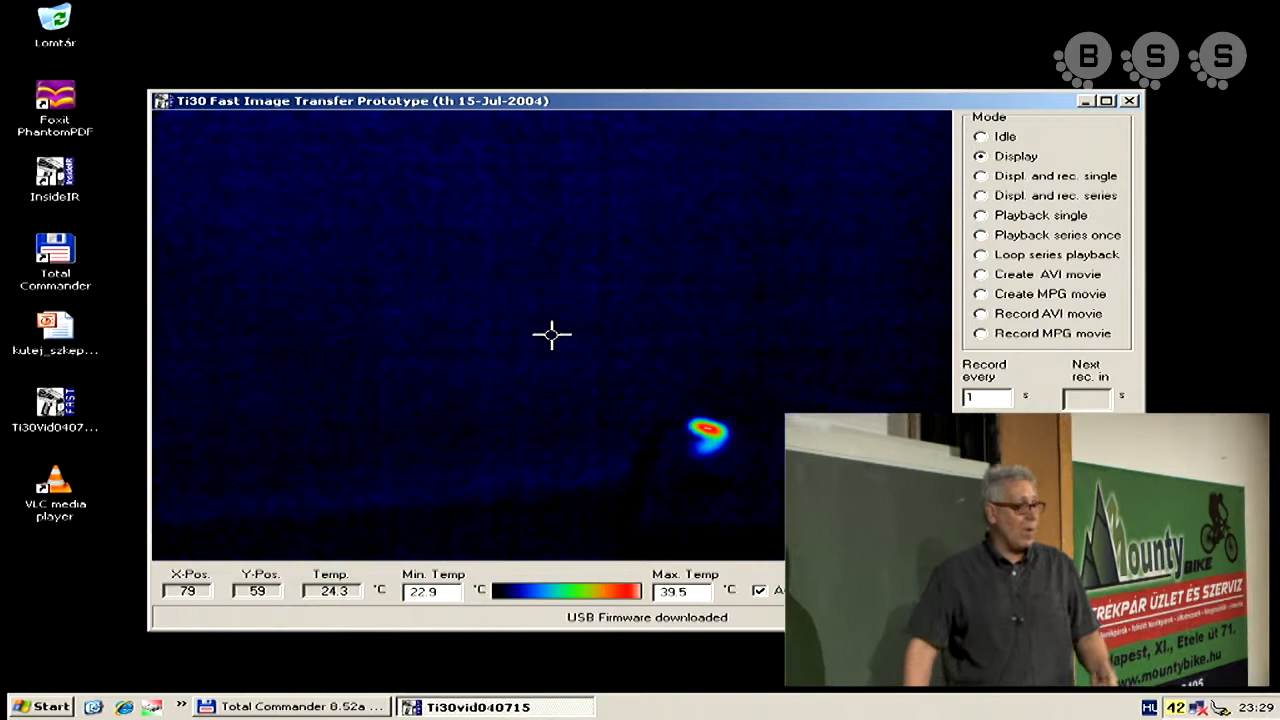 Lomtár
BSS
Foxit
PhantomPDF
InsideIR
Total
Commander
kutej_szkep...
Ti30Vid0407...
VLC media
player
Ti30 Fast Image Transfer Prototype (th 15-Jul-2004)
Mode
Idle
Display
Displ. and rec. single
Displ. and rec. series
Playback single
Playback series once
Loop series playback
Create AVI movie
Create MPG movie
Record AVI movie
Record MPG movie
Record
every
Next
rec. in
1
s
s
X-Pos.
Y-Pos.
Temp.
Min. Temp
Max. Temp
79
59
24.3
°C
22.9
°C
39.5
°C
A
USB Firmware downloaded
Mounty
BIKE
ERÉKPÁR ÜZLET ÉS SZERVIZ
apest, XI., Etele út 71.
www.mountybike.hu
Start
Total Commander 8.52a ...
Ti30vid040715
HU
42
23:29